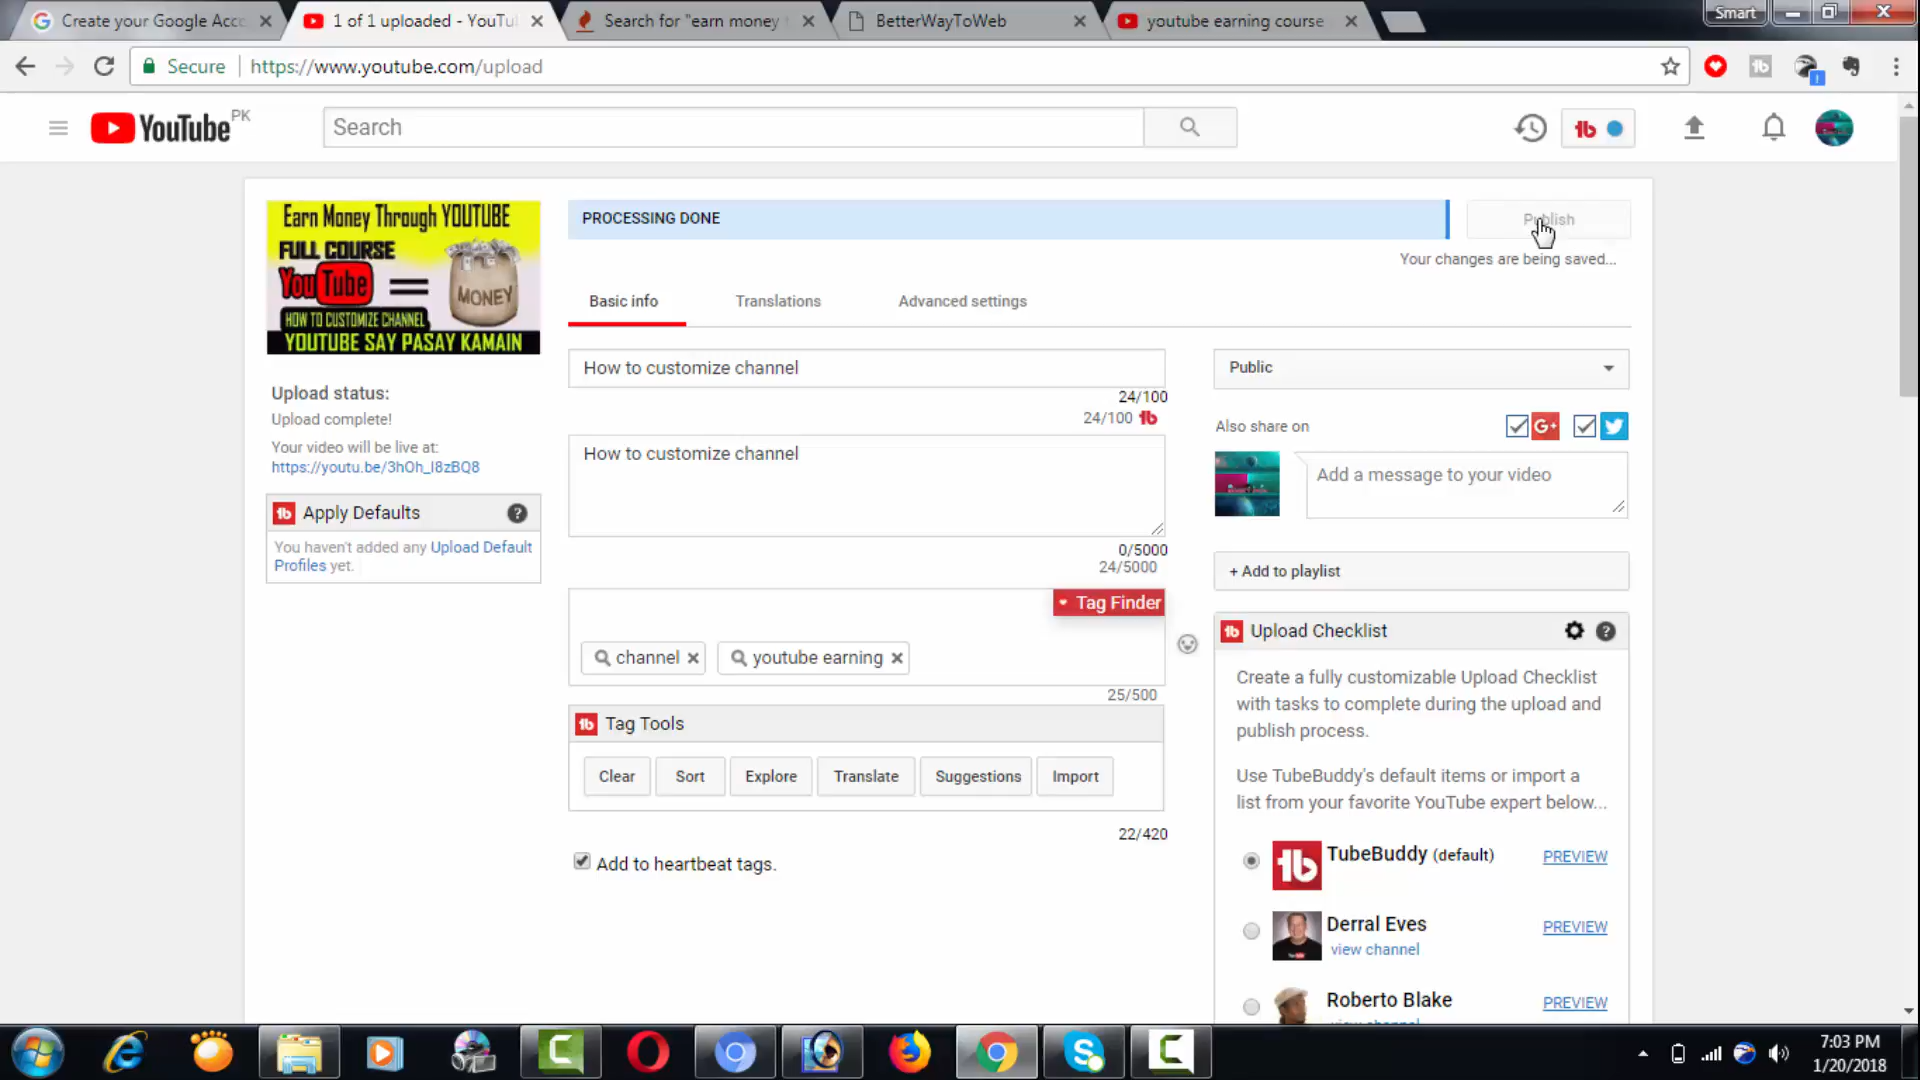 Create your Google Acc
1 of 1 uploaded - YouTu
Search for "earn money
BetterWayToWeb
youtube earning course
Smart
Secure
https://www.youtube.com/upload
YouTube PK
Search
Earn Money Through YOUTUBE
FULL COURSE
YouTube
MONEY
HOW TO CUSTOMIZE CHANNEL
YOUTUBE SAY PASAY KAMAIN
PROCESSING DONE
Publish
Your changes are being saved...
Basic info
Translations
Advanced settings
Upload status:
Upload complete!
Your video will be live at:
https://youtu.be/3hOh_I8zBQ8
Apply Defaults
You haven't added any Upload Default
Profiles yet.
How to customize channel
24/100
24/100
How to customize channel
0/5000
24/5000
Tag Finder
channel
youtube earning
25/500
Tag Tools
Clear
Sort
Explore
Translate
Suggestions
Import
22/420
Add to heartbeat tags.
Public
Also share on
G+
Add a message to your video
+ Add to playlist
Upload Checklist
Create a fully customizable Upload Checklist
with tasks to complete during the upload and
publish process.
Use TubeBuddy's default items or import a
list from your favorite YouTube expert below...
TubeBuddy (default)
PREVIEW
Derral Eves
PREVIEW
view channel
Roberto Blake
PREVIEW
view channel
7:03 PM
1/20/2018